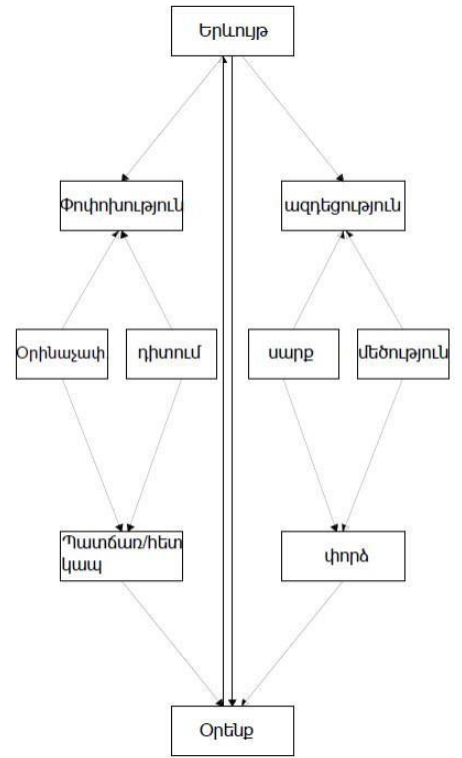 Երևույթ
Փոփոխություն
ազդեցություն
Օրինաչափ
դիտում
սարք
մեծություն
Պատճառ/հետ
կապ
փորձ
Օրենք